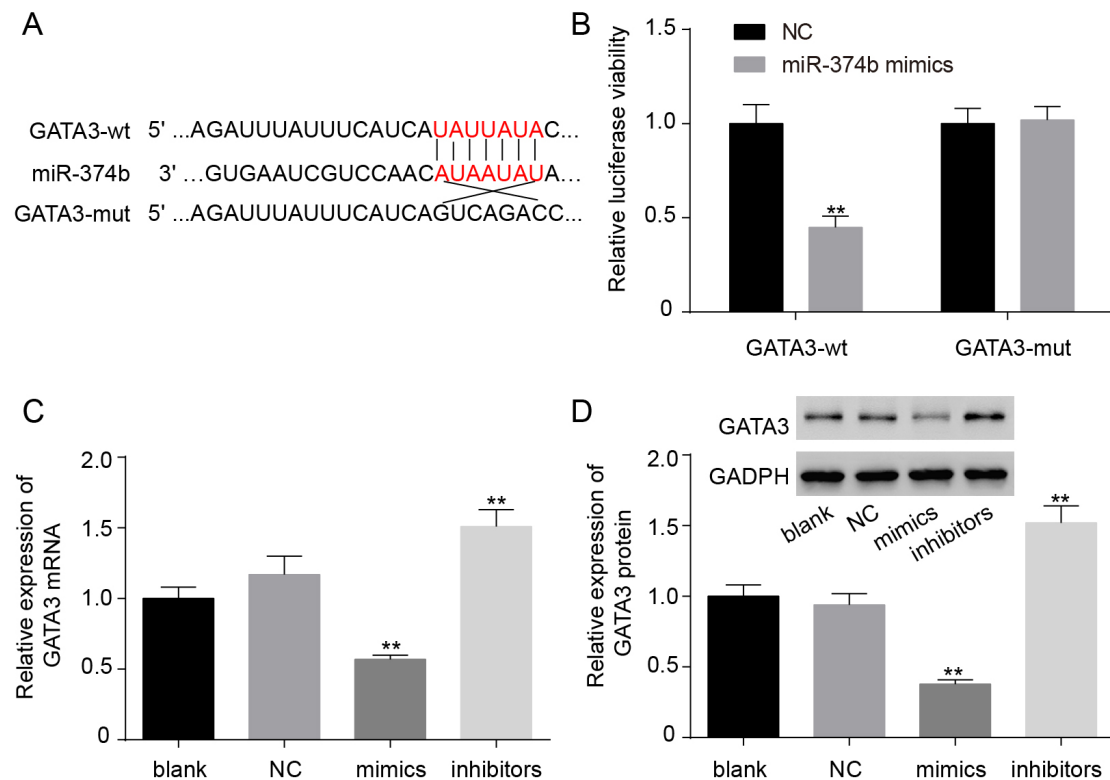 A
GATA3-wt 5' ...AGAUUUAUUUCAUCAUAUUAUAC...
miR-374b 3' ...GUGAAUCGUCCAACAUAAUAUA...
GATA3-mut 5' ...AGAUUUAUUUCAUCAGUCAGACC...
B
Relative luciferase viability
1.5
1.0
0.5
0
NC
miR-374b mimics
**
GATA3-wt GATA3-mut
C
Relative expression of
GATA3 mRNA
2.0
1.5
1.0
0.5
0
**
**
blank NC mimics inhibitors
D
GATA3
GADPH
blank NC mimics inhibitors
Relative expression of
GATA3 protein
2.0
1.5
1.0
0.5
0
**
**
blank NC mimics inhibitors